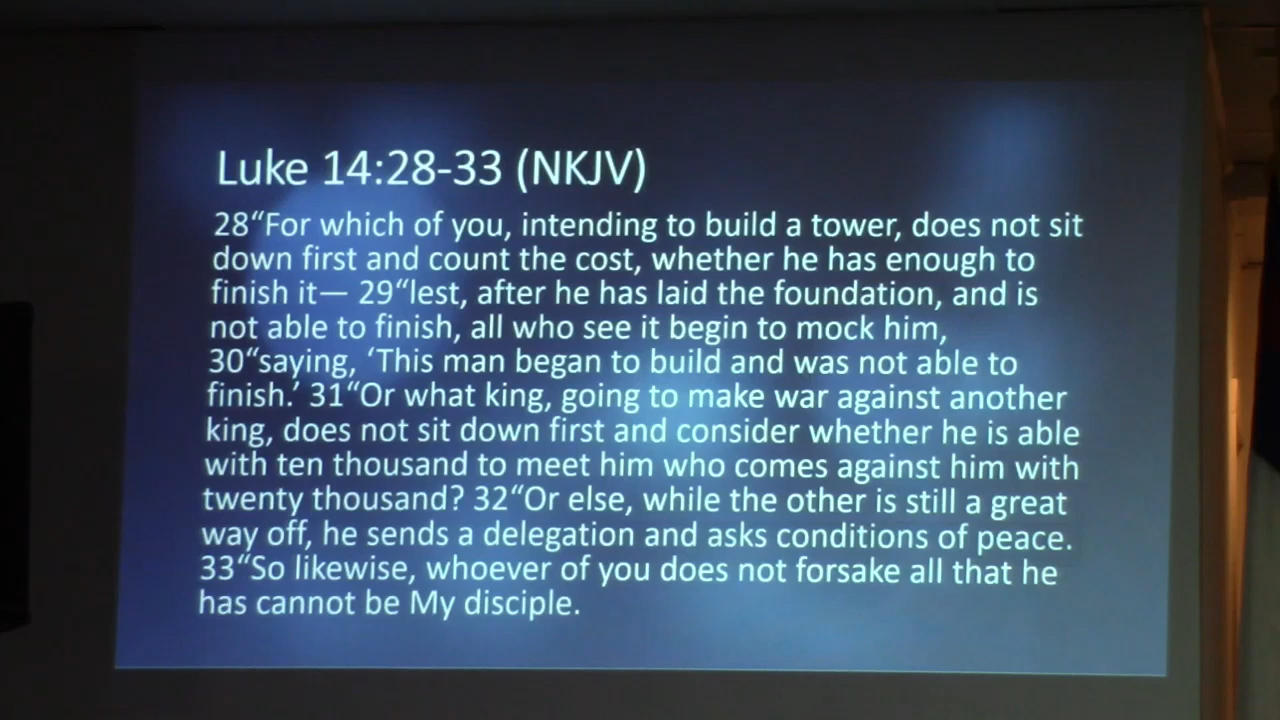 Luke 14:28-33 (NKJV)
28“For which of you, intending to build a tower, does not sit
down first and count the cost, whether he has enough to
finish it— 29“lest, after he has laid the foundation, and is
not able to finish, all who see it begin to mock him,
30“saying, ‘This man began to build and was not able to
finish.’ 31“Or what king, going to make war against another
king, does not sit down first and consider whether he is able
with ten thousand to meet him who comes against him with
twenty thousand? 32“Or else, while the other is still a great
way off, he sends a delegation and asks conditions of peace.
33“So likewise, whoever of you does not forsake all that he
has cannot be My disciple.